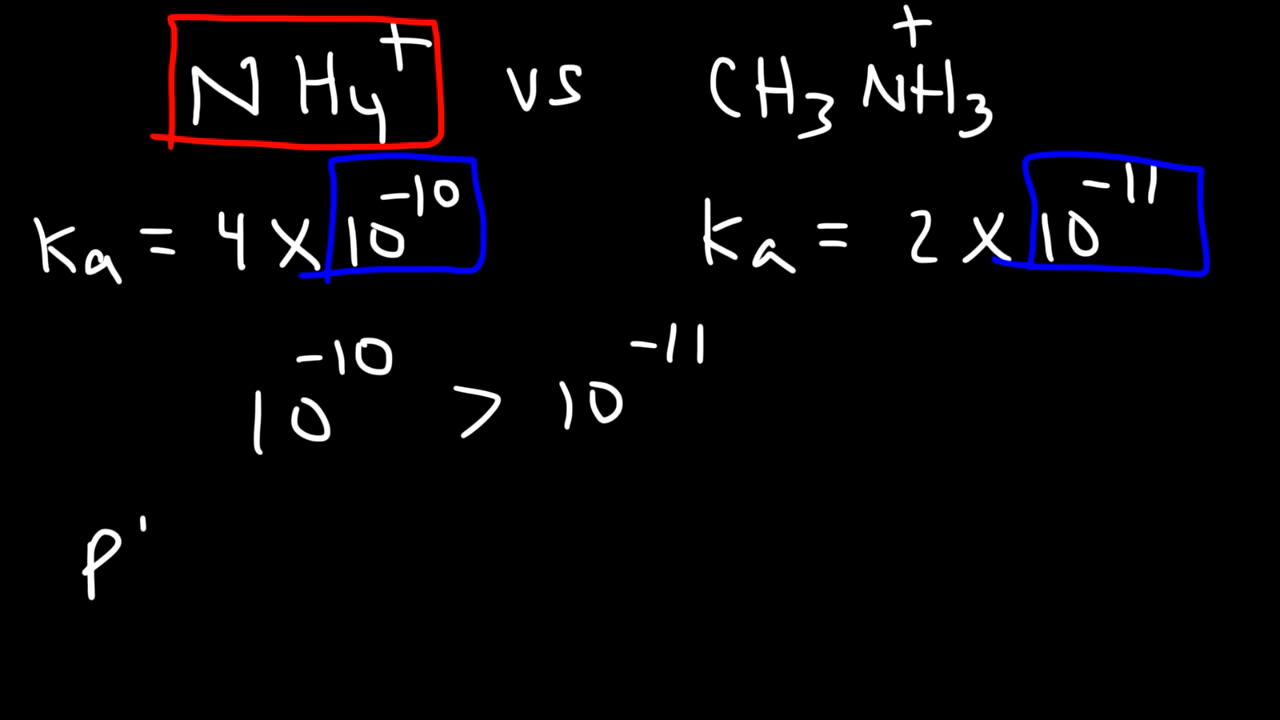 NH₄⁺ vs CH₃NH₃⁺
Ka = 4 x 10⁻¹⁰ Ka = 2 x 10⁻¹¹
10⁻¹⁰ > 10⁻¹¹
P'